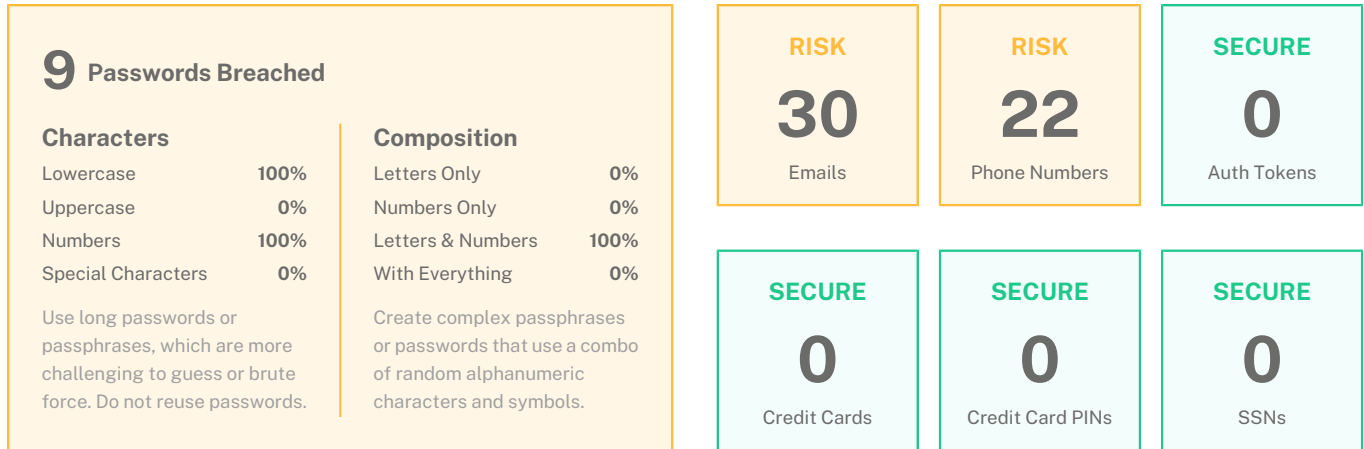 9 Passwords Breached
Characters
Lowercase 100%
Uppercase 0%
Numbers 100%
Special Characters 0%
Use long passwords or
passphrases, which are more
challenging to guess or brute
force. Do not reuse passwords.
Composition
Letters Only 0%
Numbers Only 0%
Letters & Numbers 100%
With Everything 0%
Create complex passphrases
or passwords that use a combo
of random alphanumeric
characters and symbols.
RISK
30
Emails
RISK
22
Phone Numbers
SECURE
0
Auth Tokens
SECURE
0
Credit Cards
SECURE
0
Credit Card PINs
SECURE
0
SSNs